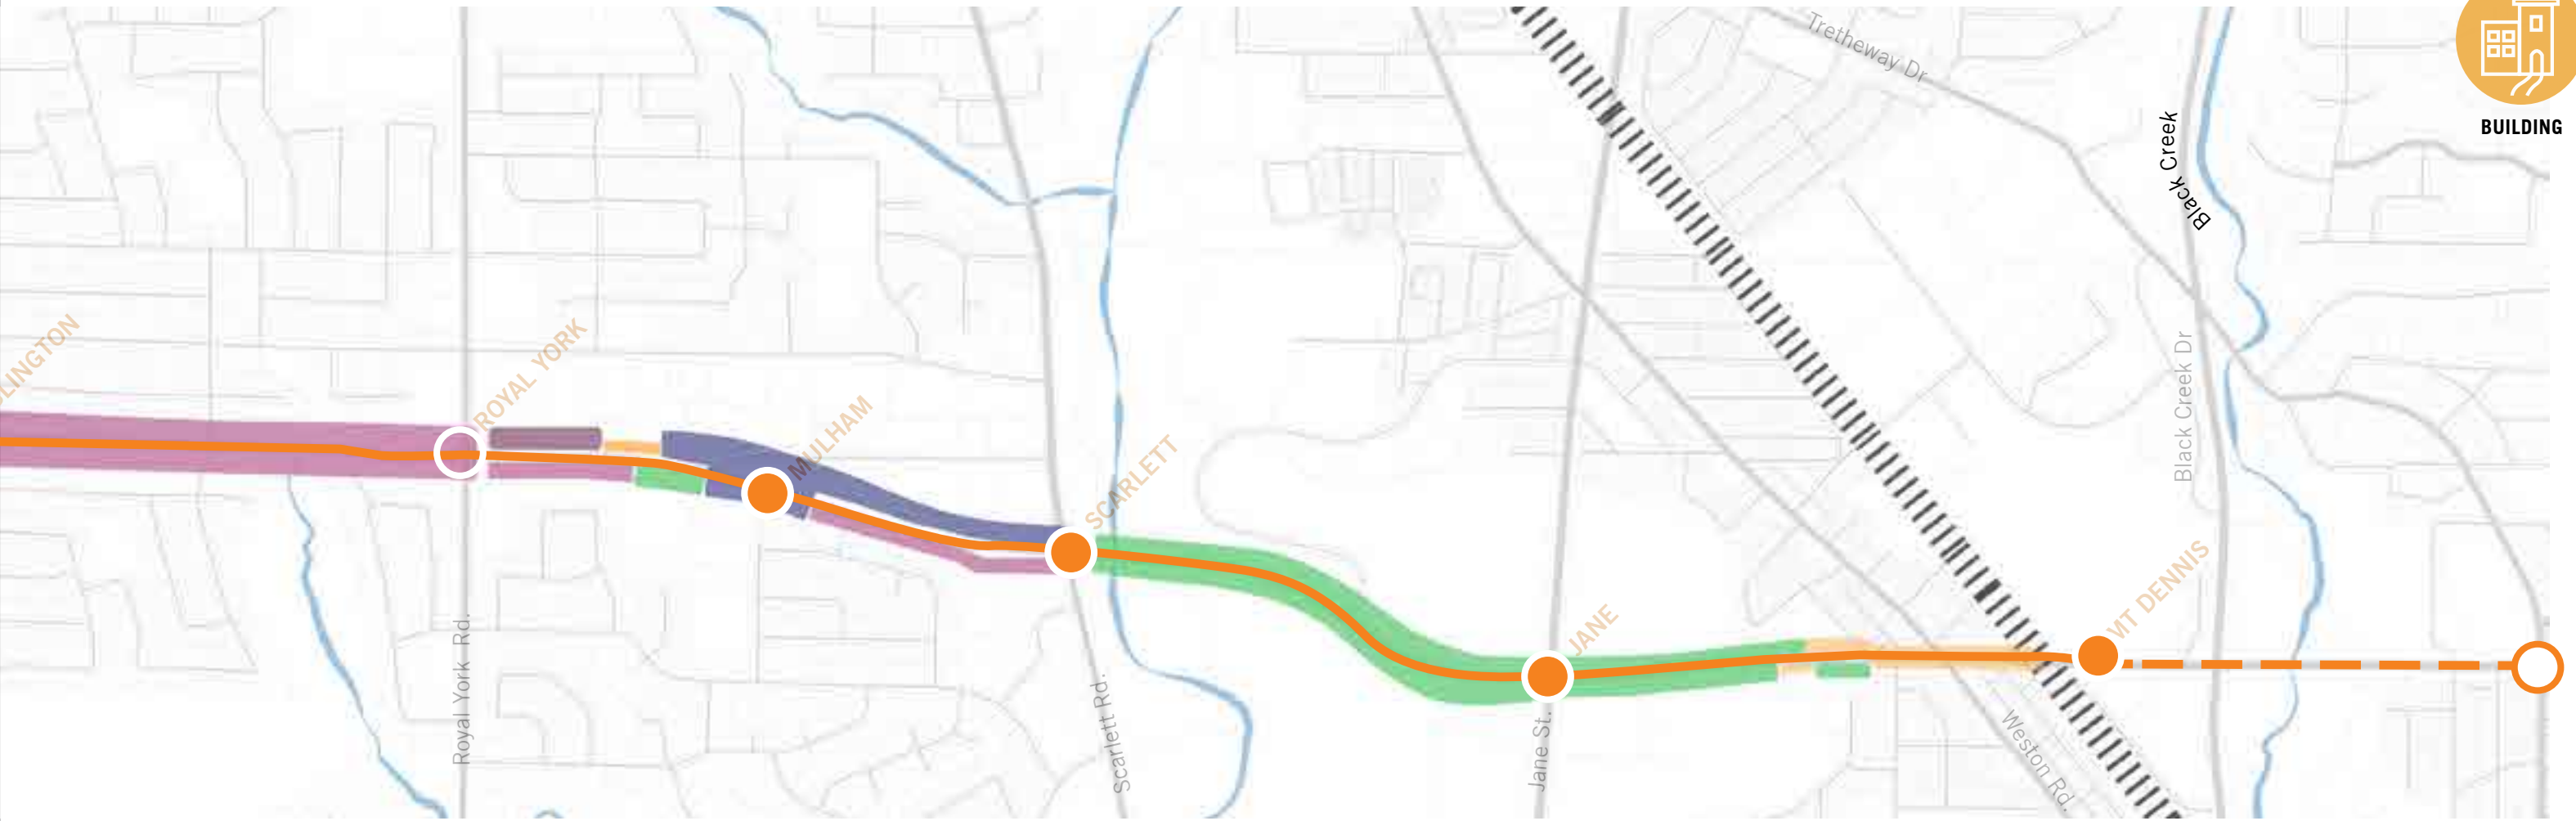 Tretheway Dr
BUILDING
Black Creek
LINGTON
ROYAL YORK
MULHAM
SCARLETT
Black Creek Dr
JANE
MT DENNIS
Royal York Rd.
Scarlett Rd.
Jane St.
Weston Rd.